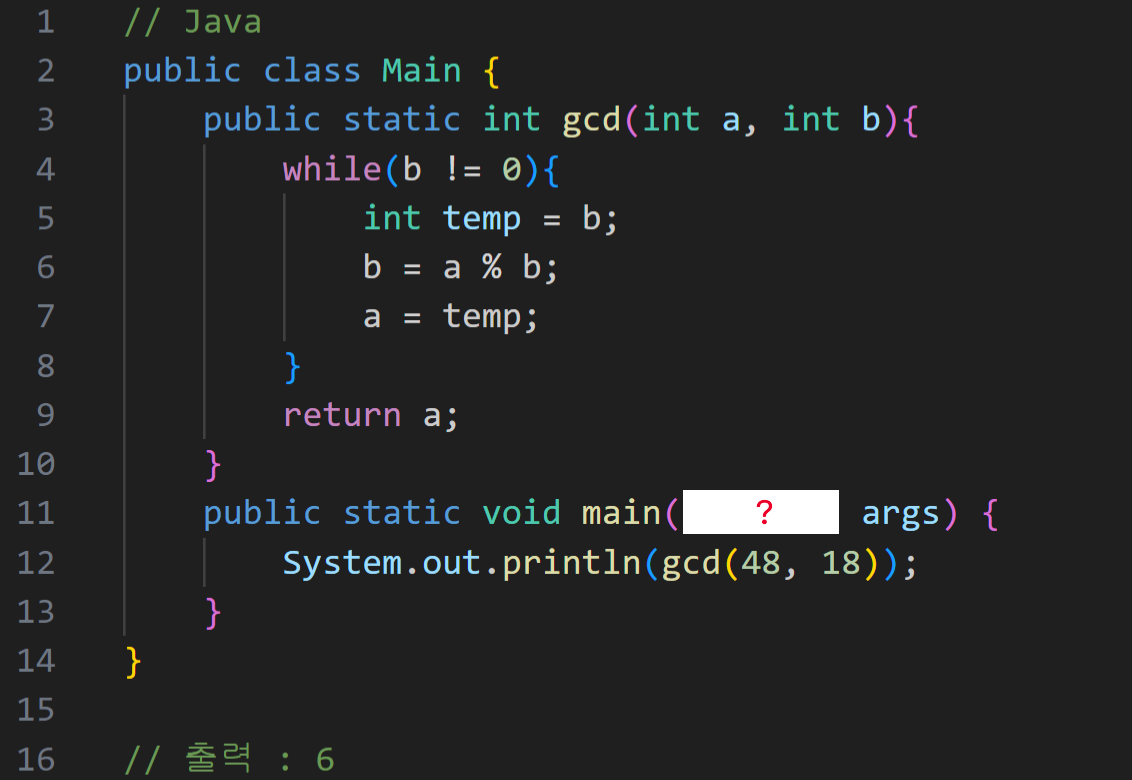 1 // Java
2 public class Main {
3 public static int gcd(int a, int b){
4 while(b != 0){
5 int temp = b;
6 b = a % b;
7 a = temp;
8 }
9 return a;
10 }
11 public static void main( ? args) {
12 System.out.println(gcd(48, 18));
13 }
14 }
15
16 // 출력 : 6